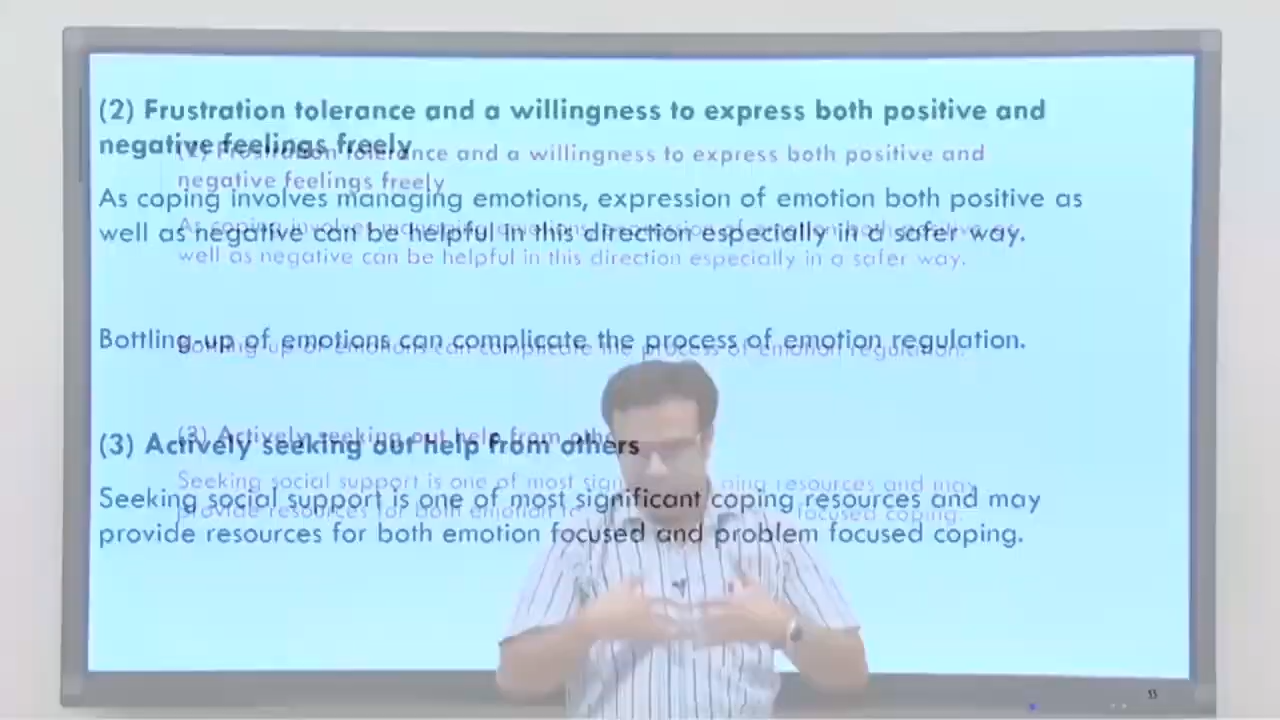 (2) Frustration tolerance and a willingness to express both positive and
negative feelings freely
As coping involves managing emotions, expression of emotion both positive as
well as negative can be helpful in this direction especially in a safer way.
Bottling-up of emotions can complicate the process of emotion regulation.
(3) Actively seeking out help from others
Seeking social support is one of most significant coping resources and may
provide resources for both emotion focused and problem focused coping.